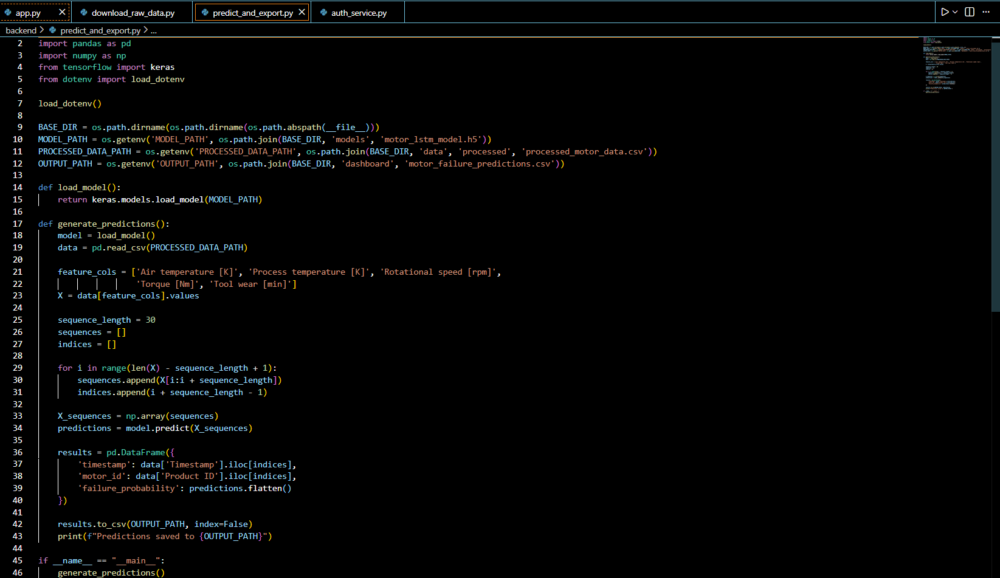 app.py
download_raw_data.py
predict_and_export.py
auth_service.py
backend > predict_and_export.py > ...
2 import pandas as pd
3 import numpy as np
4 from tensorflow import keras
5 from dotenv import load_dotenv
6
7 load_dotenv()
8
9 BASE_DIR = os.path.dirname(os.path.dirname(os.path.abspath(__file__)))
10 MODEL_PATH = os.getenv('MODEL_PATH', os.path.join(BASE_DIR, 'models', 'motor_lstm_model.h5'))
11 PROCESSED_DATA_PATH = os.getenv('PROCESSED_DATA_PATH', os.path.join(BASE_DIR, 'data', 'processed', 'processed_motor_data.csv'))
12 OUTPUT_PATH = os.getenv('OUTPUT_PATH', os.path.join(BASE_DIR, 'dashboard', 'motor_failure_predictions.csv'))
13
14 def load_model():
15     return keras.models.load_model(MODEL_PATH)
16
17 def generate_predictions():
18     model = load_model()
19     data = pd.read_csv(PROCESSED_DATA_PATH)
20
21     feature_cols = ['Air temperature [K]', 'Process temperature [K]', 'Rotational speed [rpm]',
22                     'Torque [Nm]', 'Tool wear [min]']
23     X = data[feature_cols].values
24
25     sequence_length = 30
26     sequences = []
27     indices = []
28
29     for i in range(len(X) - sequence_length + 1):
30         sequences.append(X[i:i + sequence_length])
31         indices.append(i + sequence_length - 1)
32
33     X_sequences = np.array(sequences)
34     predictions = model.predict(X_sequences)
35
36     results = pd.DataFrame({
37         'timestamp': data['Timestamp'].iloc[indices],
38         'motor_id': data['Product ID'].iloc[indices],
39         'failure_probability': predictions.flatten()
40     })
41
42     results.to_csv(OUTPUT_PATH, index=False)
43     print(f"Predictions saved to {OUTPUT_PATH}")
44
45 if __name__ == "__main__":
46     generate_predictions()